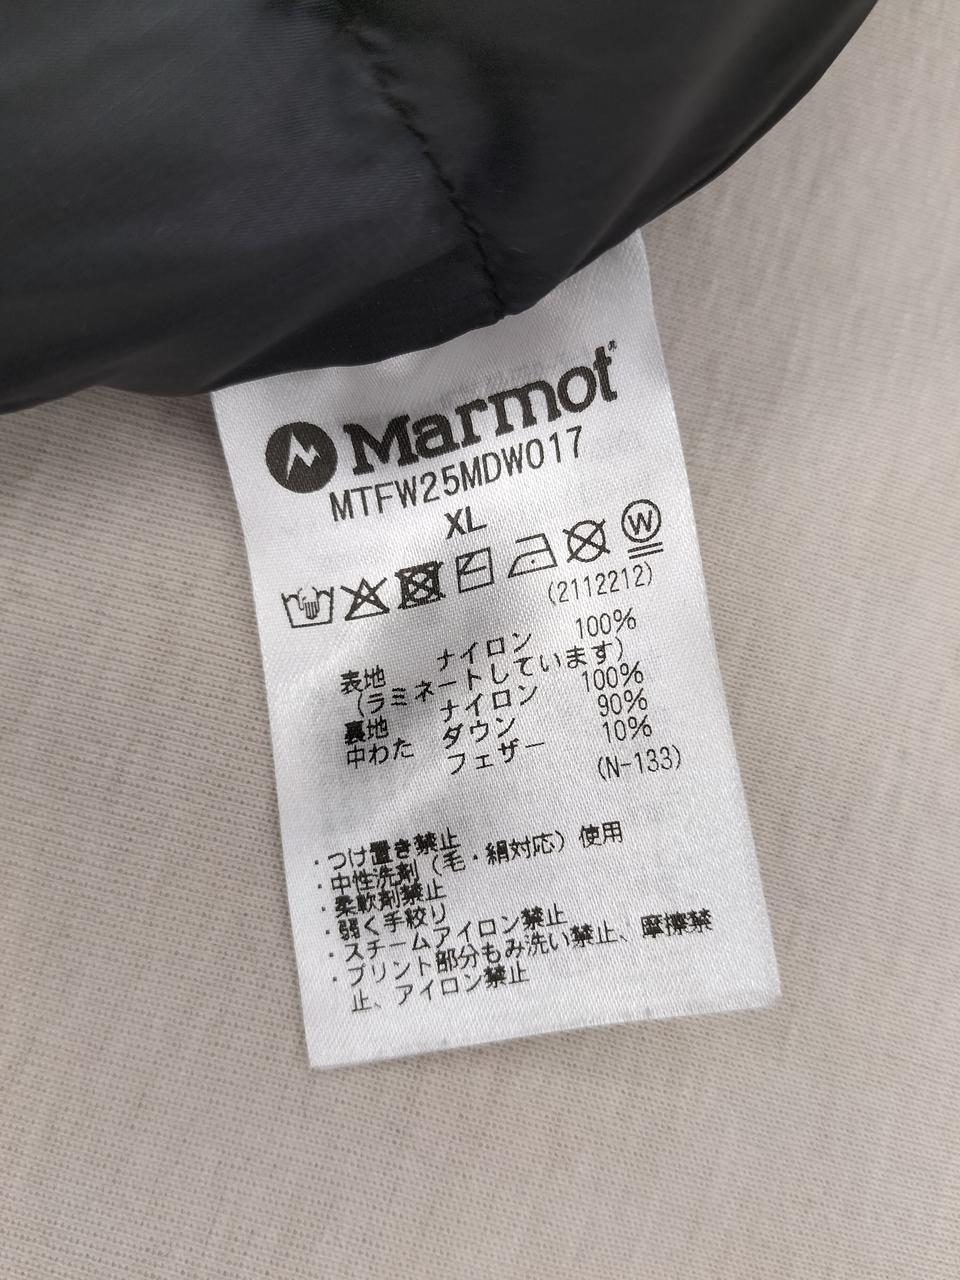 Marmot®
MTFW25MDW017
XL
W
(2112212)
表地 ナイロン 100%
(ラミネートしています)
裏地 ナイロン 100%
中わた ダウン 90%
フェザー 10%
(N-133)
・つけ置き禁止
・中性洗剤(毛・絹対応)使用
・柔軟剤禁止
・弱く手絞り
・スチームアイロン禁止
・プリント部分もみ洗い禁止、摩擦禁
止、アイロン禁止